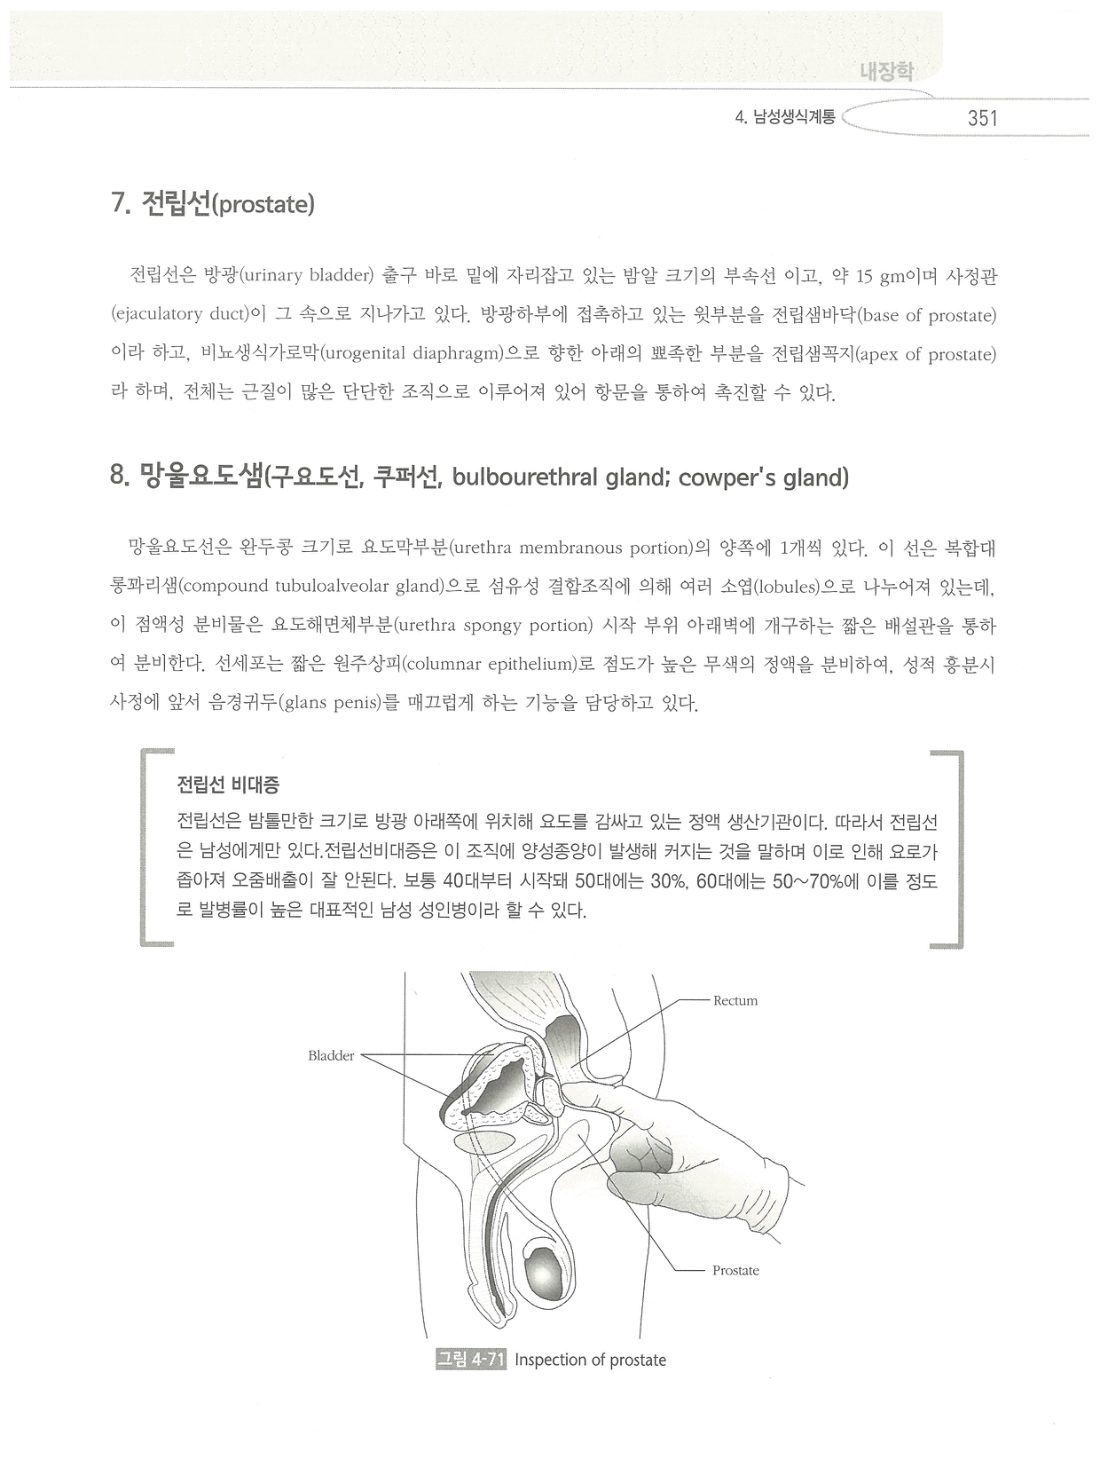 내장학
4. 남성생식계통
351
7. 전립선(prostate)
전립선은 방광(urinary bladder) 출구 바로 밑에 자리잡고 있는 밤알 크기의 부속선 이고, 약 15 gm이며 사정관
(ejaculatory duct)이 그 속으로 지나가고 있다. 방광하부에 접촉하고 있는 윗부분을 전립샘바닥(base of prostate)
이라 하고, 비뇨생식가로막(urogenital diaphragm)으로 향한 아래의 뾰족한 부분을 전립샘꼭지(apex of prostate)
라 하며, 전체는 근질이 많은 단단한 조직으로 이루어져 있어 항문을 통하여 촉진할 수 있다.
8. 망울요도샘(구요도선, 쿠퍼선, bulbourethral gland; cowper's gland)
망울요도선은 완두콩 크기로 요도막부분(urethra membranous portion)의 양쪽에 1개씩 있다. 이 선은 복합대
롱꽈리샘(compound tubuloalveolar gland)으로 섬유성 결합조직에 의해 여러 소엽(lobules)으로 나누어져 있는데,
이 점액성 분비물은 요도해면체부분(urethra spongy portion) 시작 부위 아래벽에 개구하는 짧은 배설관을 통하
여 분비한다. 선세포는 짧은 원주상피(columnar epithelium)로 점도가 높은 무색의 정액을 분비하여, 성적 흥분시
사정에 앞서 음경귀두(glans penis)를 매끄럽게 하는 기능을 담당하고 있다.
전립선 비대증
전립선은 밤톨만한 크기로 방광 아래쪽에 위치해 요도를 감싸고 있는 정액 생산기관이다. 따라서 전립선
은 남성에게만 있다.전립선비대증은 이 조직에 양성종양이 발생해 커지는 것을 말하며 이로 인해 요로가
좁아져 오줌배출이 잘 안된다. 보통 40대부터 시작돼 50대에는 30%, 60대에는 50~70%에 이를 정도
로 발병률이 높은 대표적인 남성 성인병이라 할 수 있다.
Rectum
Bladder
Prostate
그림 4-71 Inspection of prostate